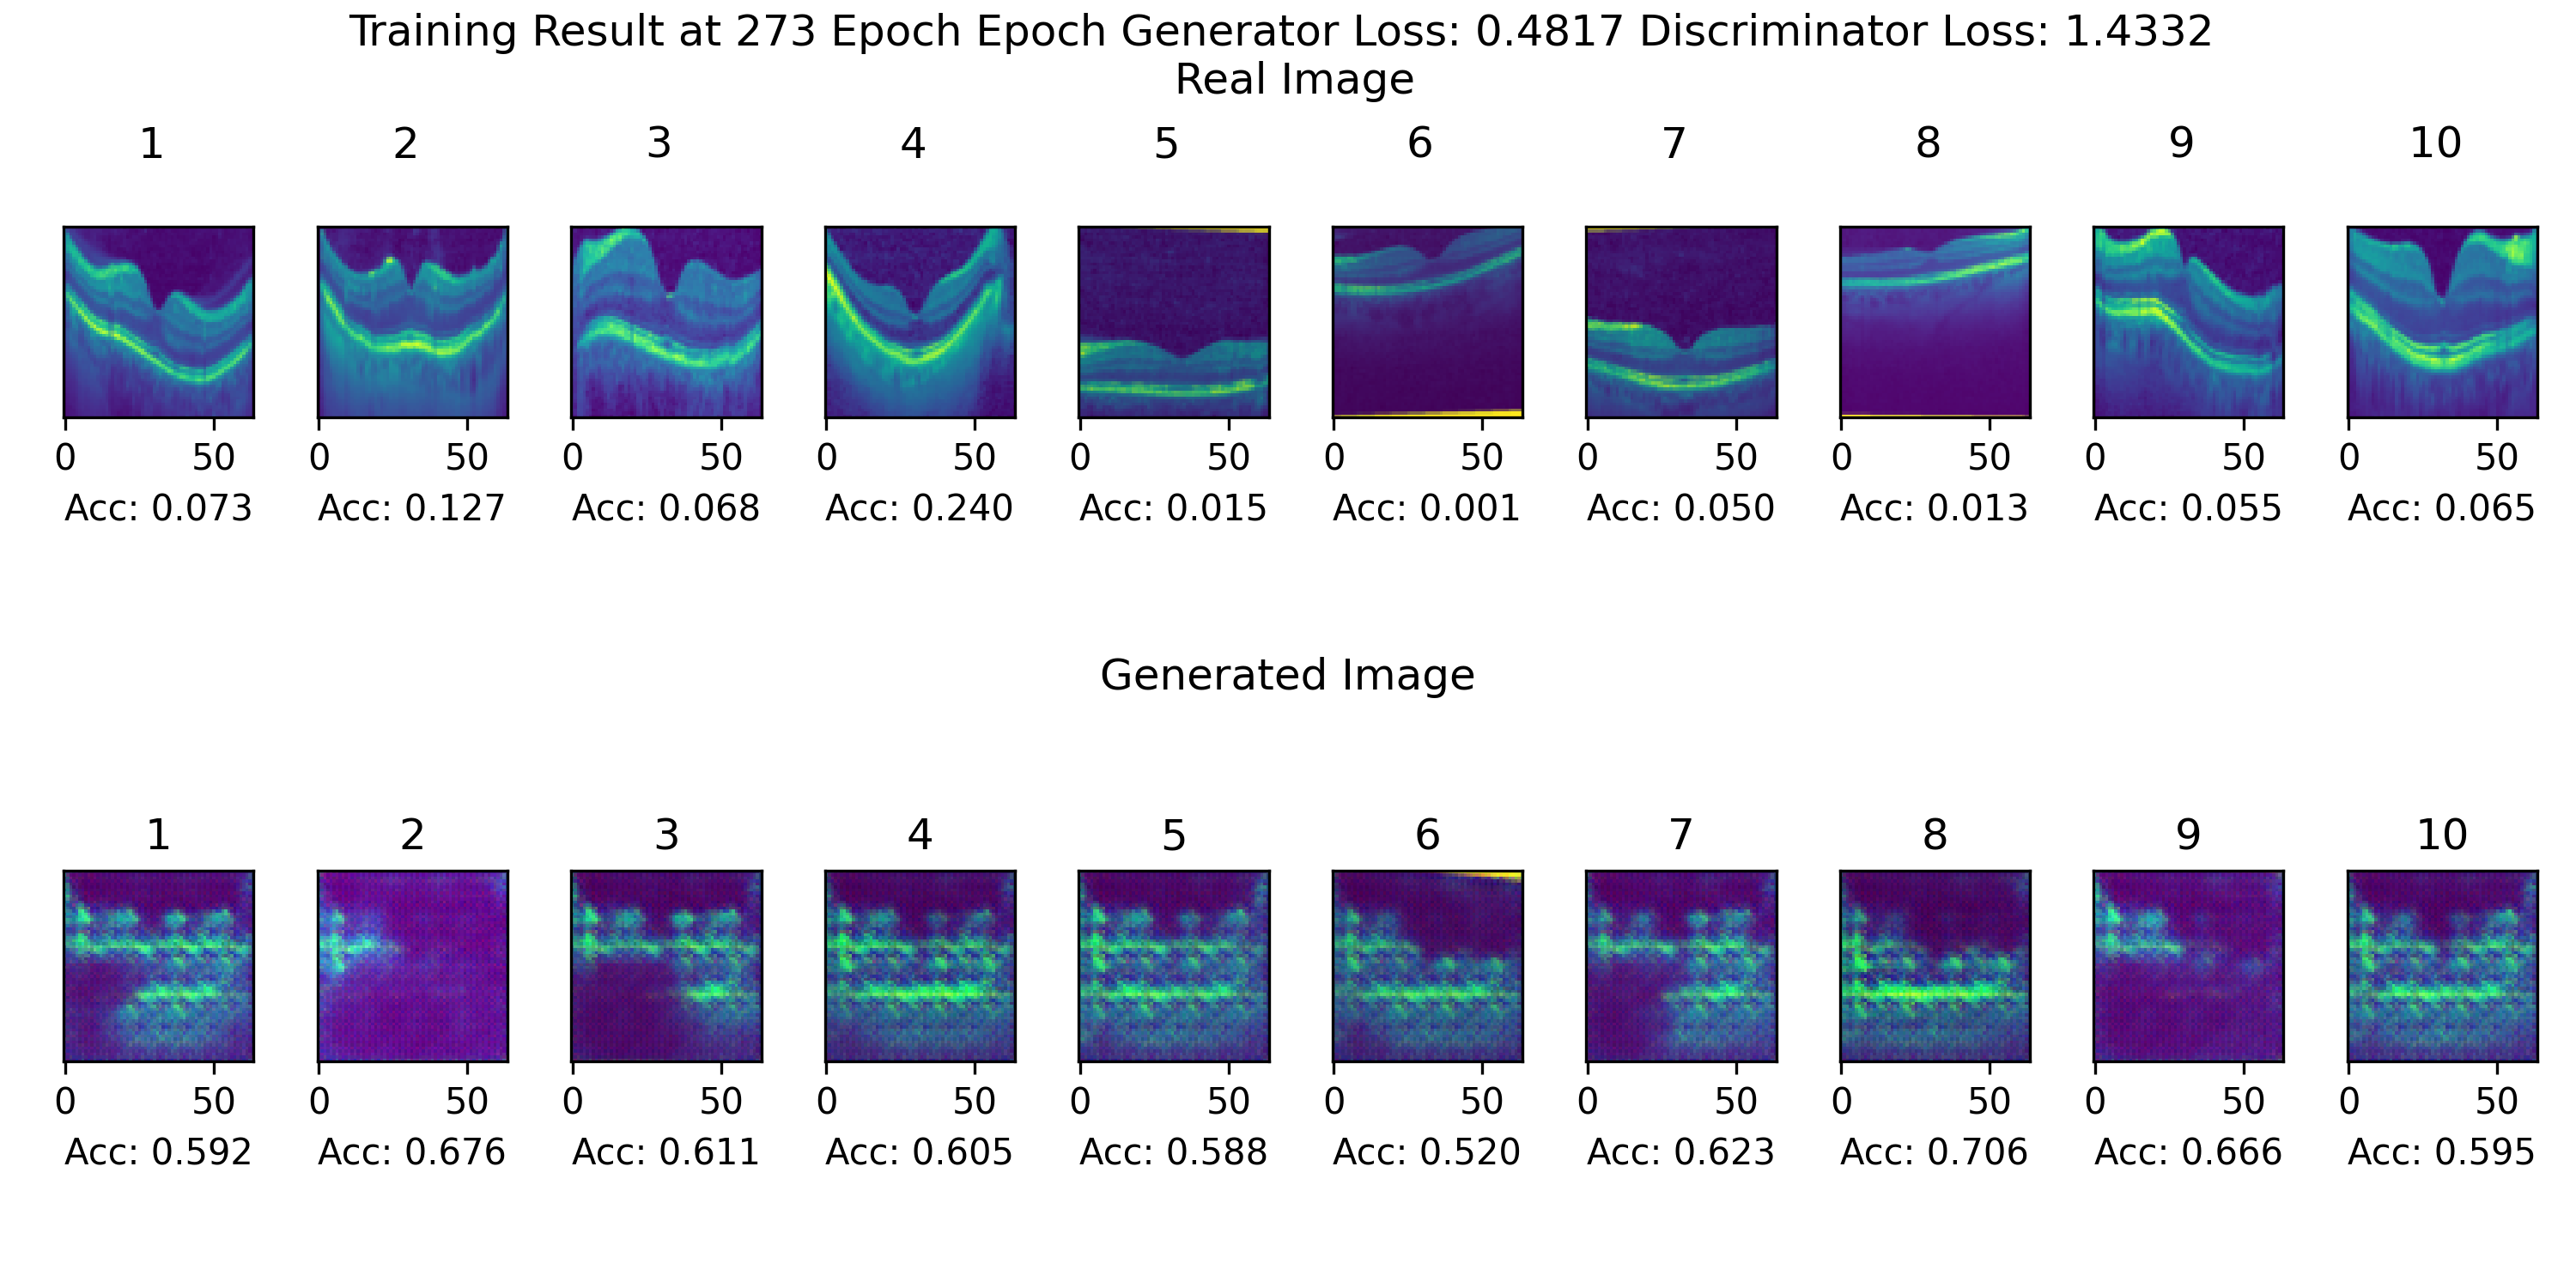 Training Result at 273 Epoch Epoch Generator Loss: 0.4817 Discriminator Loss: 1.4332
Real Image
1 2 3 4 5 6 7 8 9 10
0 50 0 50 0 50 0 50 0 50 0 50 0 50 0 50 0 50 0 50
Acc: 0.073 Acc: 0.127 Acc: 0.068 Acc: 0.240 Acc: 0.015 Acc: 0.001 Acc: 0.050 Acc: 0.013 Acc: 0.055 Acc: 0.065
Generated Image
1 2 3 4 5 6 7 8 9 10
0 50 0 50 0 50 0 50 0 50 0 50 0 50 0 50 0 50 0 50
Acc: 0.592 Acc: 0.676 Acc: 0.611 Acc: 0.605 Acc: 0.588 Acc: 0.520 Acc: 0.623 Acc: 0.706 Acc: 0.666 Acc: 0.595